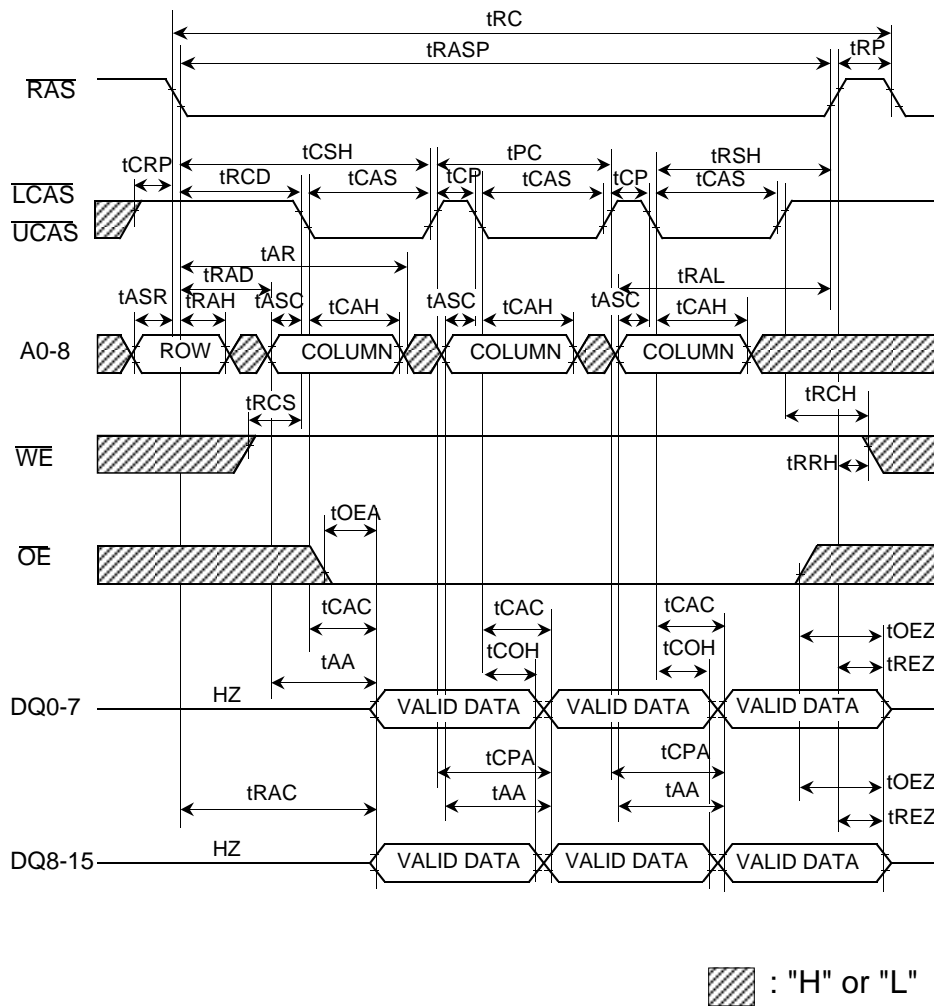 tRC
tRASP tRP
RAS
tCSH tPC tRSH
tCRP tRCD tCAS tCP tCAS tCP tCAS
LCAS
UCAS
tAR
tRAD tRAL
tASR tRAH tASC tCAH tASC tCAH tASC tCAH
A0-8 ROW COLUMN COLUMN COLUMN
tRCS tRCH
WE
tRRH
tOEA
OE
tCAC tCAC tCAC tOEZ
tAA tCOH tCOH tREZ
DQ0-7 HZ VALID DATA VALID DATA VALID DATA
tCPA tCPA tOEZ
tRAC tAA tAA tREZ
DQ8-15 HZ VALID DATA VALID DATA VALID DATA
: "H" or "L"